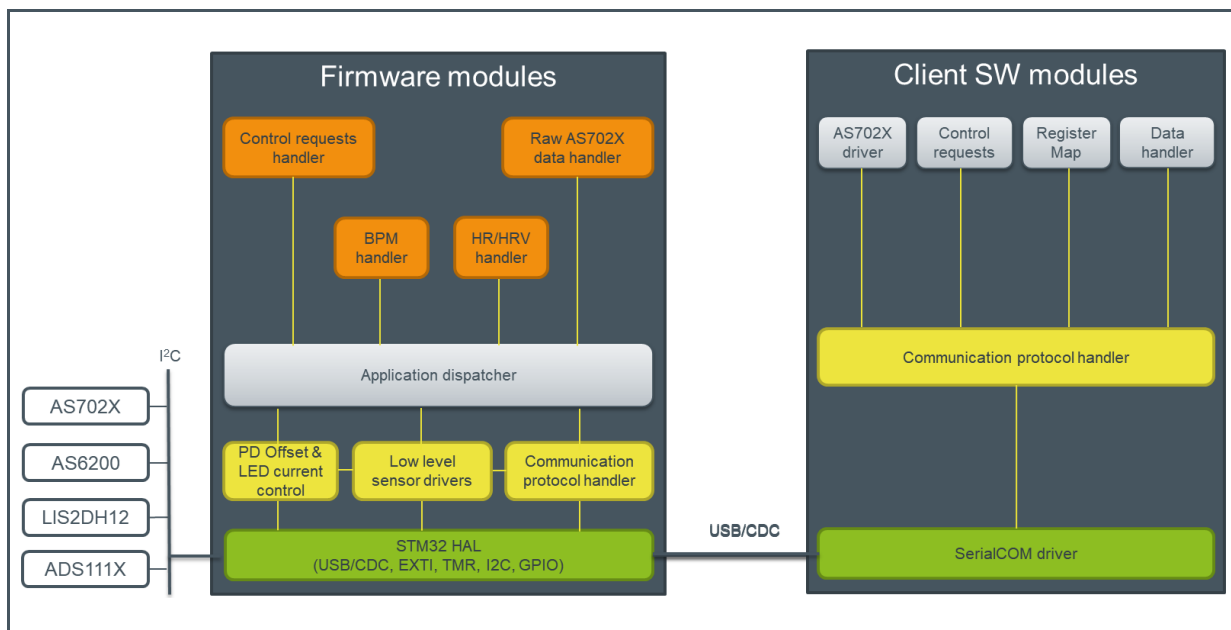 Firmware modules
Control requests
handler
Raw AS702X
data handler
BPM
handler
HR/HRV
handler
Application dispatcher
PD Offset &
LED current
control
Low level
sensor drivers
Communication
protocol handler
STM32 HAL
(USB/CDC, EXTI, TMR, I2C, GPIO)
I²C
AS702X
AS6200
LIS2DH12
ADS111X
USB/CDC
Client SW modules
AS702X
driver
Control
requests
Register
Map
Data
handler
Communication protocol handler
SerialCOM driver